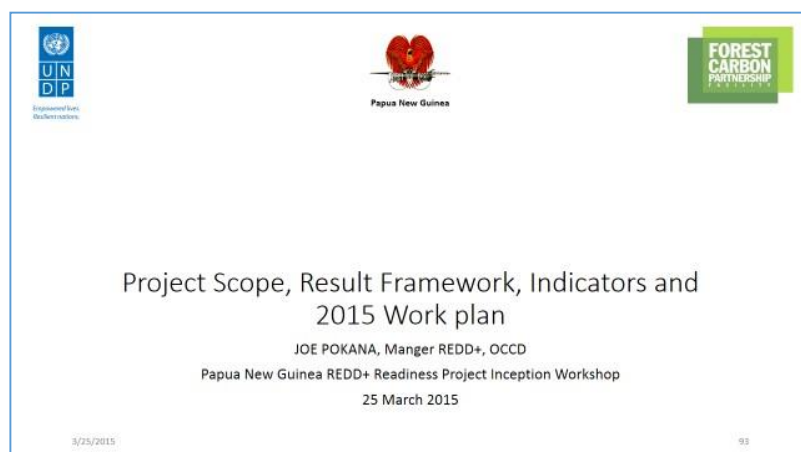 UN
DP
Empowered lives.
Resilient nations.
Papua New Guinea
FOREST
CARBON
PARTNERSHIP
FACILITY
Project Scope, Result Framework, Indicators and
2015 Work plan
JOE POKANA, Manger REDD+, OCCD
Papua New Guinea REDD+ Readiness Project Inception Workshop
25 March 2015
3/25/2015
93